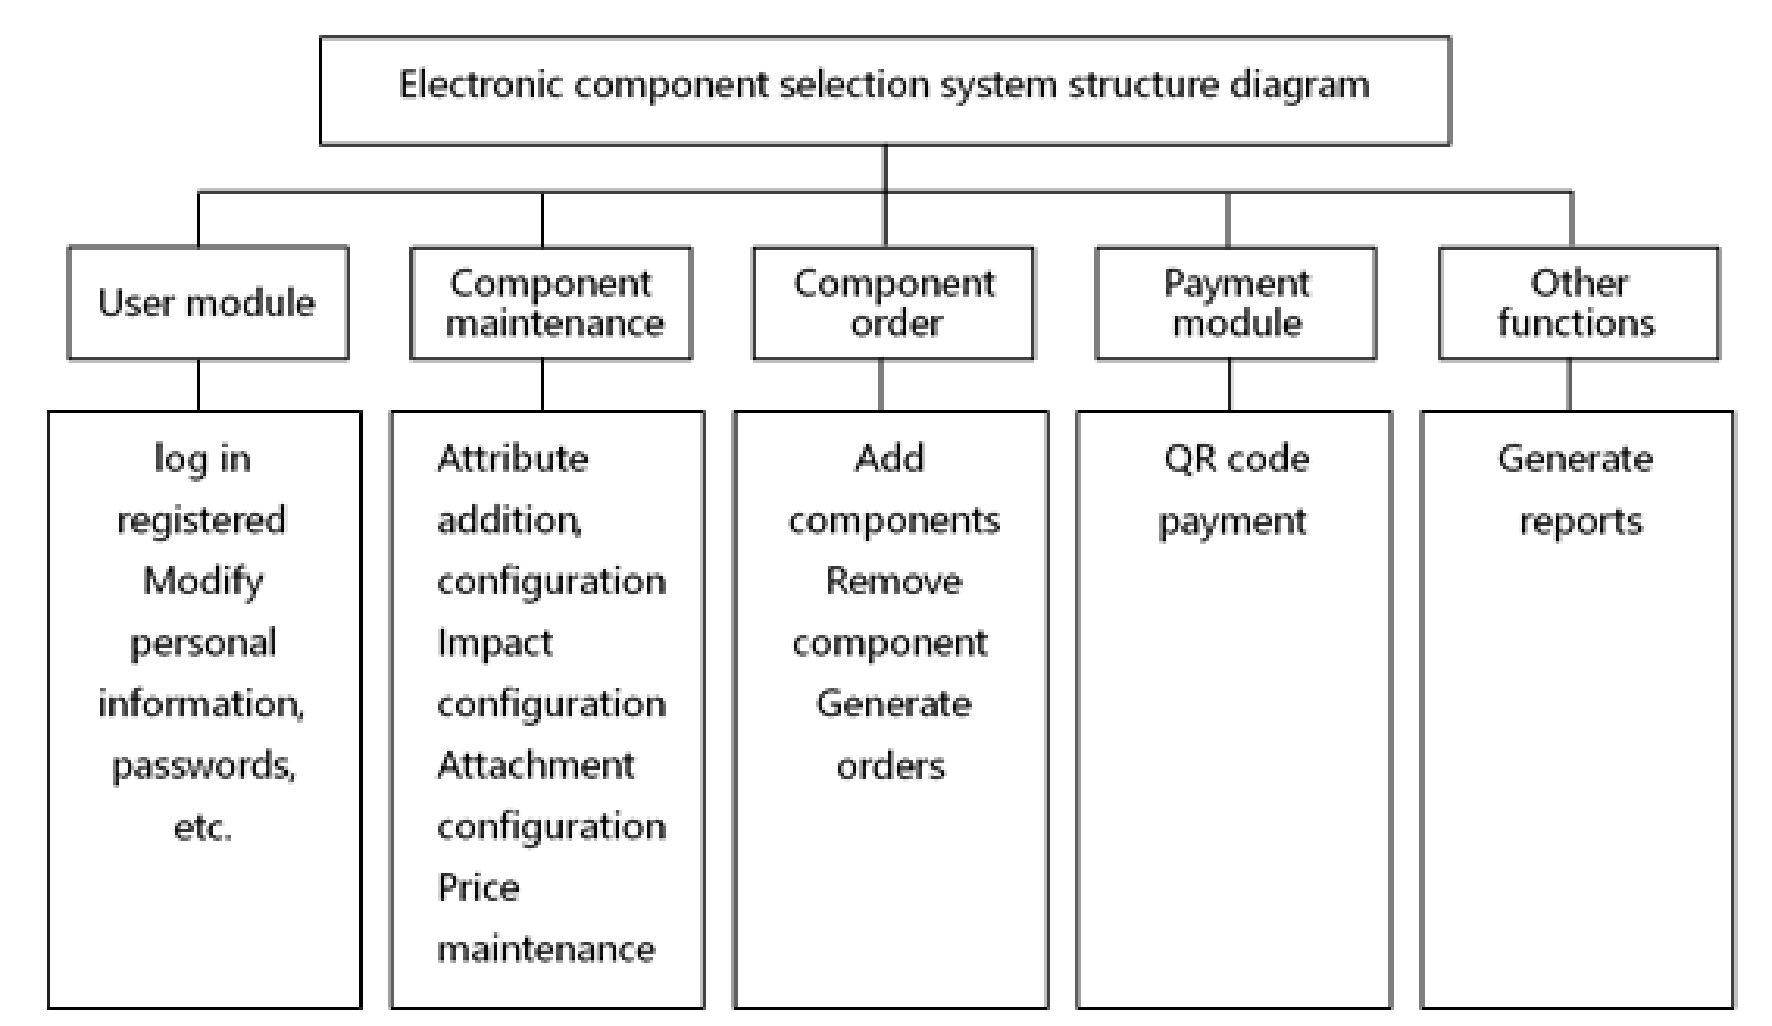 Electronic component selection system structure diagram
User module
Component
maintenance
Component
order
Payment
module
Other
functions
log in
registered
Modify
personal
information,
passwords,
etc.
Attribute
addition,
configuration
Impact
configuration
Attachment
configuration
Price
maintenance
Add
components
Remove
component
Generate
orders
QR code
payment
Generate
reports